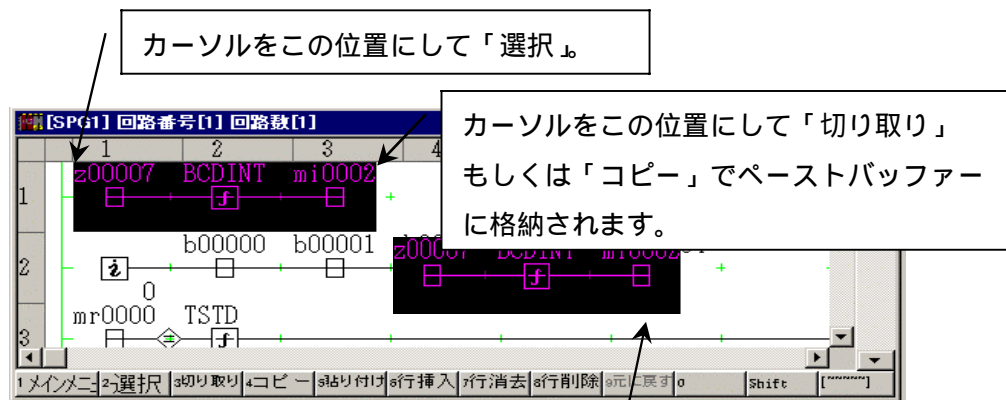 カーソルをこの位置にして「選択」。
カーソルをこの位置にして「切り取り」
もしくは「コピー」でペーストバッファー
に格納されます。
[SPG1] 回路番号[1] 回路数[1]
1 2 3 4
z00007 BCDINT mi0002
1
b00000 b00001
z00007 BCDINT mi0002
2 i
0
mr0000 TSTD
3
1メインメニュ 2選択 3切り取り 4コピー 5貼り付け 6行挿入 7行消去 8行削除 9元に戻す 0 Shift [~~~~~]